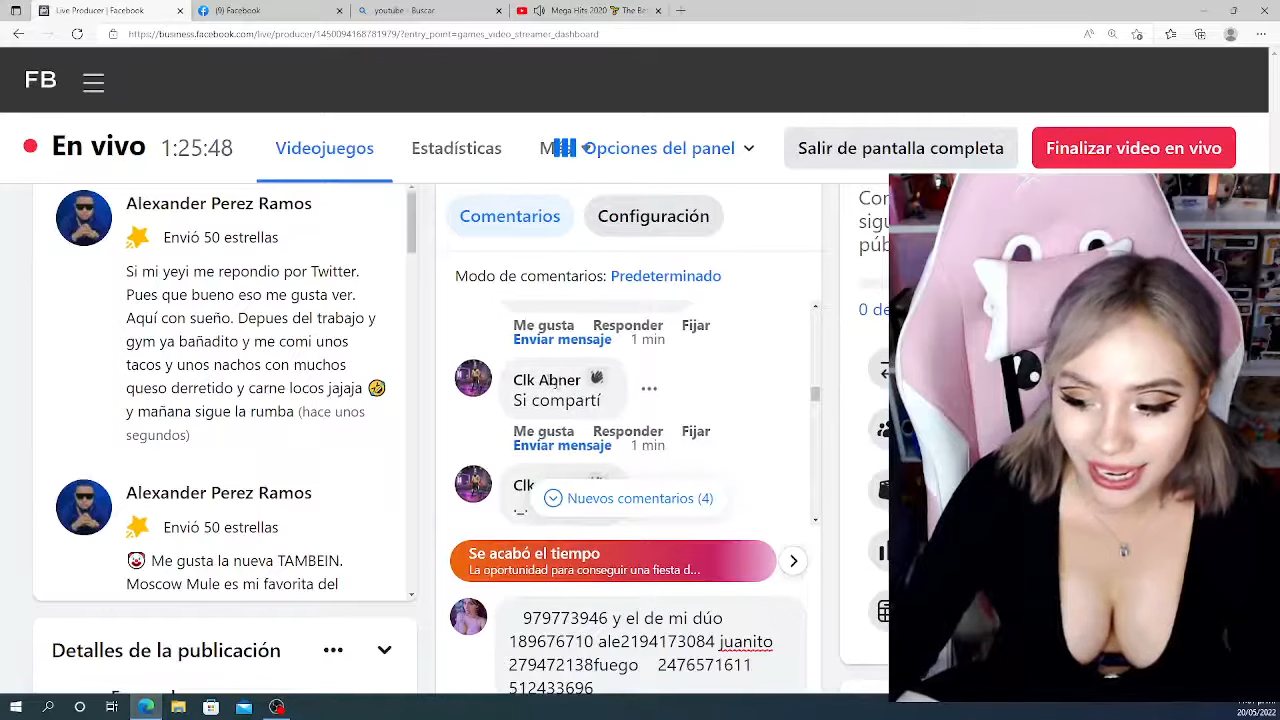 Live Producer | Facebook
(9) Facebook
youtube - Buscar
Mega Hits 2020
https://business.facebook.com/live/producer/1450094168781979/?entry_point=games_video_streamer_dashboard
FB
En vivo 1:25:48
Videojuegos
Estadísticas
Opciones del panel
Salir de pantalla completa
Finalizar video en vivo
Alexander Perez Ramos
Envió 50 estrellas
Si mi yeyi me repondio por Twitter.
Pues que bueno eso me gusta ver.
Aquí con sueño. Depues del trabajo y
gym ya bañadito y me comi unos
tacos y unos nachos con muchos
queso derretido y carne locos jajaja 🤣
y mañana sigue la rumba (hace unos
segundos)
Alexander Perez Ramos
Envió 50 estrellas
🤡 Me gusta la nueva TAMBEIN.
Moscow Mule es mi favorita del
Detalles de la publicación
Comentarios
Configuración
Modo de comentarios: Predeterminado
Me gusta Responder Fijar
Enviar mensaje 1 min
Clk Abner
Si compartí
Me gusta Responder Fijar
Enviar mensaje 1 min
Clk
Nuevos comentarios (4)
._.
Se acabó el tiempo
La oportunidad para conseguir una fiesta d...
979773946 y el de mi dúo
189676710 ale2194173084 juanito
279472138fuego 2476571611
512433696
0 de
20/05/2022